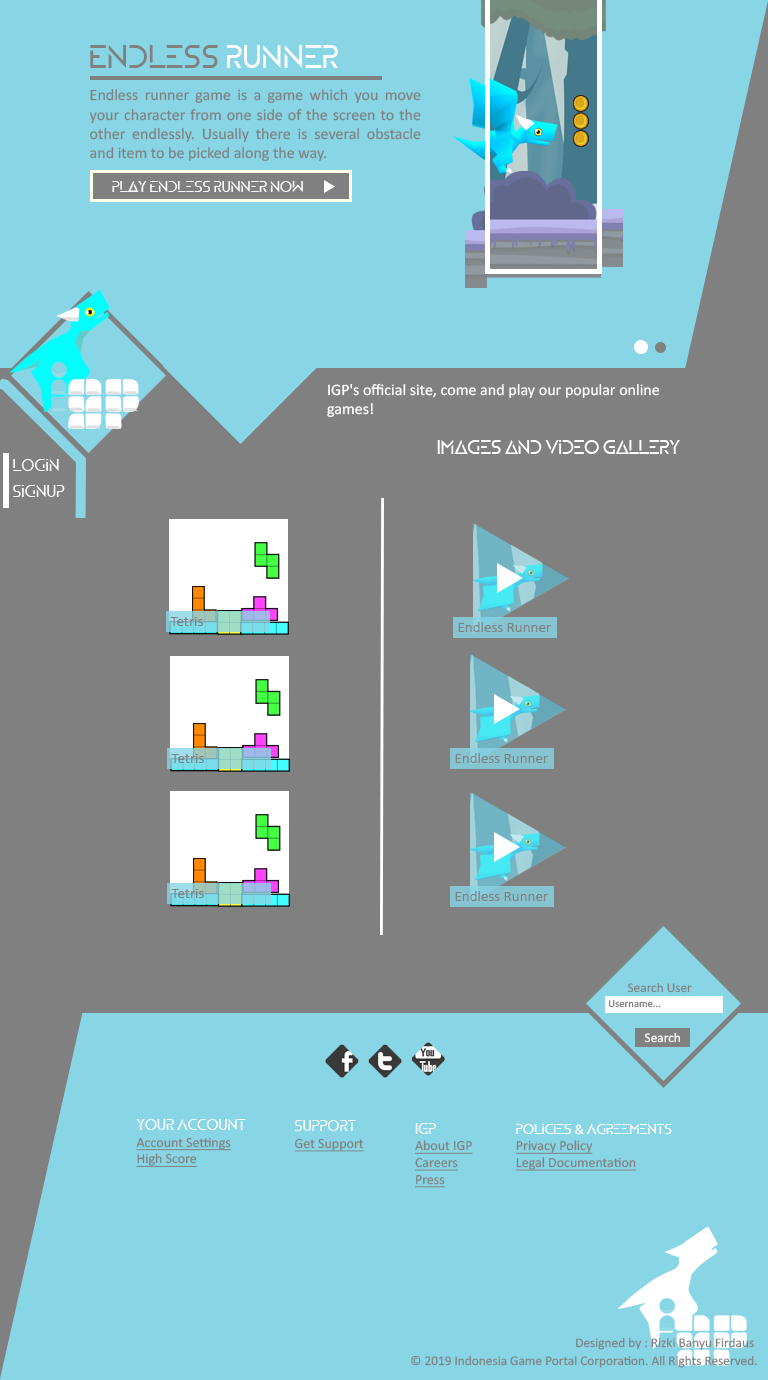 ENDLESS RUNNER
Endless runner game is a game which you move
your character from one side of the screen to the
other endlessly. Usually there is several obstacle
and item to be picked along the way.
PLAY ENDLESS RUNNER NOW
IGP's official site, come and play our popular online
games!
IMAGES AND VIDEO GALLERY
LOGIN
SIGNUP
Tetris
Endless Runner
Tetris
Endless Runner
Tetris
Endless Runner
Search User
Username...
Search
f
t
You
Tube
YOUR ACCOUNT
Account Settings
High Score
SUPPORT
Get Support
IGP
About IGP
Careers
Press
POLICIES & AGREEMENTS
Privacy Policy
Legal Documentation
Designed by : Rizki Banyu Firdaus
© 2019 Indonesia Game Portal Corporation. All Rights Reserved.